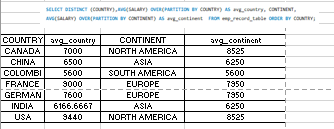 SELECT DISTINCT (COUNTRY),AVG(SALARY) OVER(PARTITION BY COUNTRY) AS avg_country, CONTINENT,
AVG(SALARY) OVER(PARTITION BY CONTINENT) AS avg_continent FROM emp_record_table ORDER BY COUNTRY;
COUNTRY avg_country CONTINENT avg_continent
CANADA 7000 NORTH AMERICA 8525
CHINA 6500 ASIA 6250
COLOMBI 5600 SOUTH AMERICA 5600
FRANCE 9000 EUROPE 7950
GERMAN 7600 EUROPE 7950
INDIA 6166.6667 ASIA 6250
USA 9440 NORTH AMERICA 8525